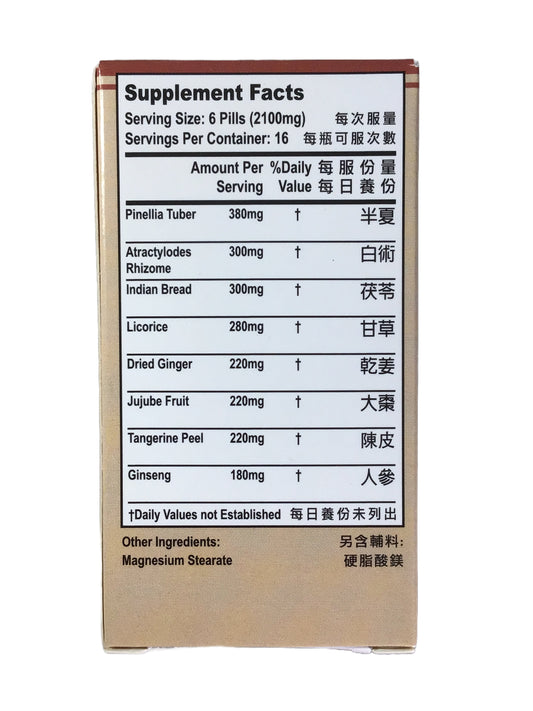 Supplement Facts
Serving Size: 6 Pills (2100mg) 每次服量
Servings Per Container: 16 每瓶可服次數
Amount Per %Daily 每服份量
Serving Value 每日養份
Pinellia Tuber 380mg † 半夏
Atractylodes 300mg † 白術
Rhizome
Indian Bread 300mg † 茯苓
Licorice 280mg † 甘草
Dried Ginger 220mg † 乾姜
Jujube Fruit 220mg † 大棗
Tangerine Peel 220mg † 陳皮
Ginseng 180mg † 人參
†Daily Values not Established 每日養份未列出
Other Ingredients: 另含輔料:
Magnesium Stearate 硬脂酸鎂